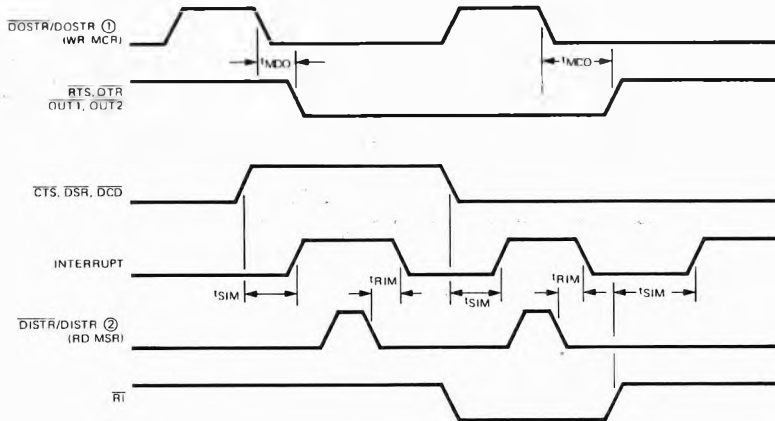 DOSTR/DOSTR ①
(WR MCR)
tMDO
tMCO
RTS, DTR
OUT1, OUT2
CTS, DSR, DCD
INTERRUPT
tSIM
tRIM
tSIM
tRIM
tSIM
DISTR/DISTR ②
(RD MSR)
RI